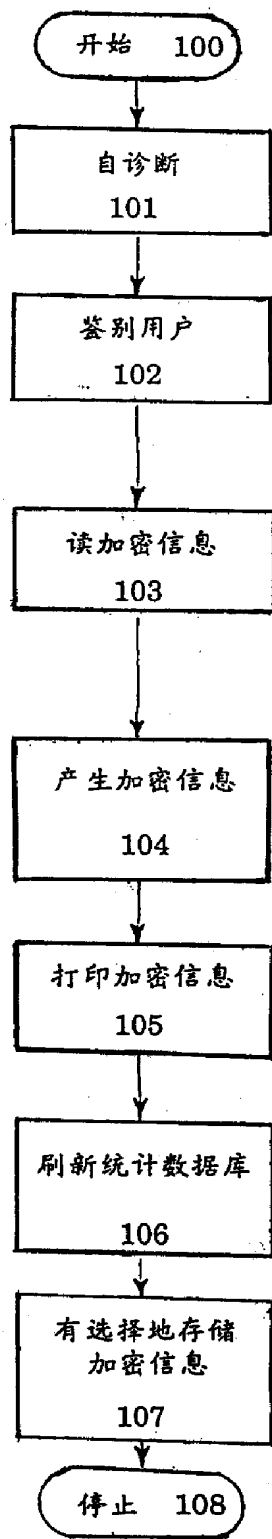 开始 100
自诊断
101
鉴别用户
102
读加密信息
103
产生加密信息
104
打印加密信息
105
刷新统计数据库
106
有选择地存储
加密信息
107
停止 108